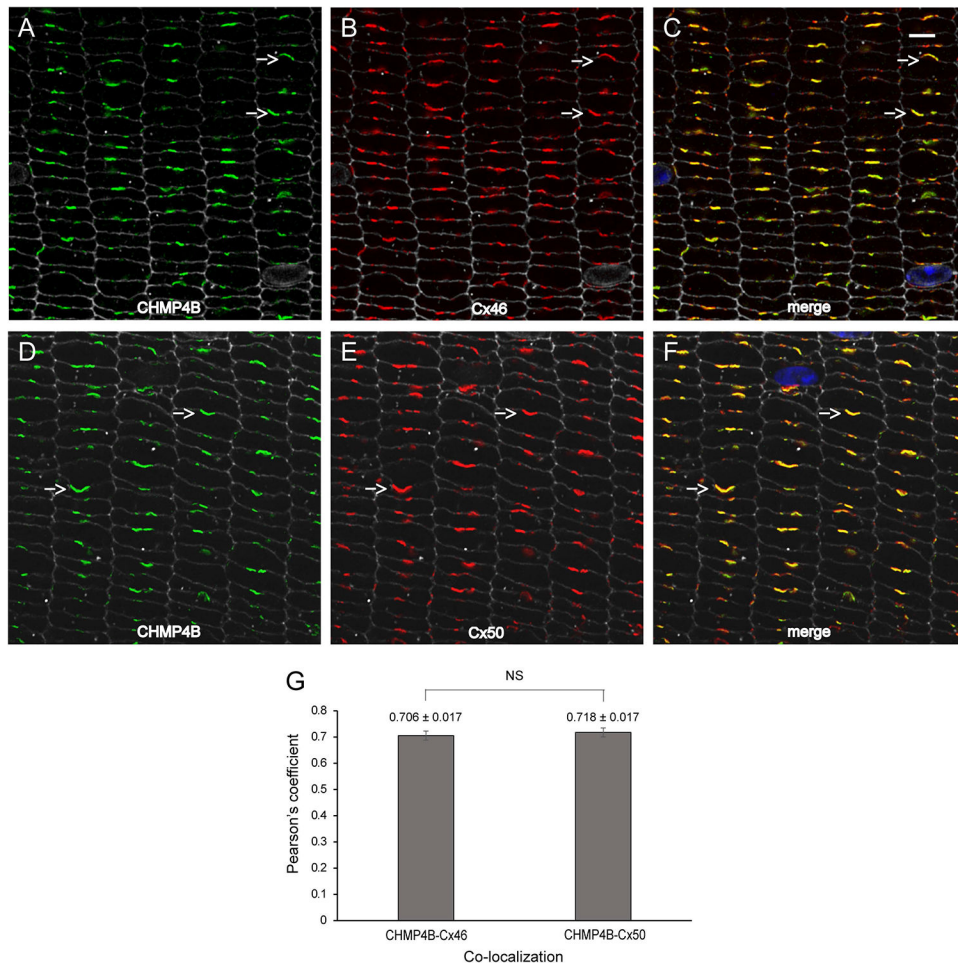 A
B
C
CHMP4B
Cx46
merge
D
E
F
CHMP4B
Cx50
merge
G
NS
0.706 ± 0.017
0.718 ± 0.017
0.8
0.7
0.6
0.5
0.4
0.3
0.2
0.1
0
Pearson's coefficient
CHMP4B-Cx46
CHMP4B-Cx50
Co-localization